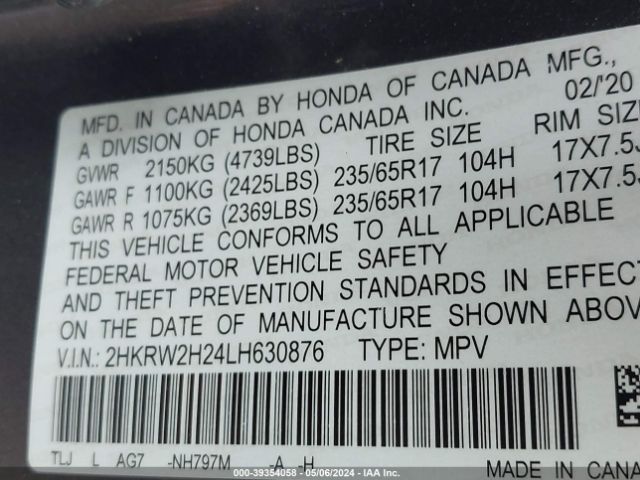 MFD. IN CANADA BY HONDA OF CANADA MFG.,
A DIVISION OF HONDA CANADA INC. 02/'20
GVWR 2150KG (4739LBS) TIRE SIZE RIM SIZE
GAWR F 1100KG (2425LBS) 235/65R17 104H 17X7.5J
GAWR R 1075KG (2369LBS) 235/65R17 104H 17X7.5J
THIS VEHICLE CONFORMS TO ALL APPLICABLE
FEDERAL MOTOR VEHICLE SAFETY
AND THEFT PREVENTION STANDARDS IN EFFECT
ON THE DATE OF MANUFACTURE SHOWN ABOVE
V.I.N.: 2HKRW2H24LH630876 TYPE: MPV
TLJ L AG7 -NH797M -A -H
MADE IN CANADA
000-39354058 - 05/06/2024 - IAA Inc.